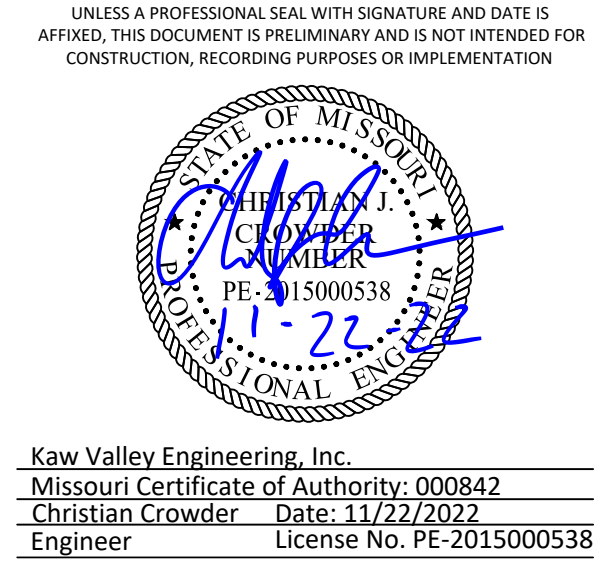 UNLESS A PROFESSIONAL SEAL WITH SIGNATURE AND DATE IS
AFFIXED, THIS DOCUMENT IS PRELIMINARY AND IS NOT INTENDED FOR
CONSTRUCTION, RECORDING PURPOSES OR IMPLEMENTATION
STATE OF MISSOURI
CHRISTIAN J.
CROWDER
NUMBER
PE-2015000538
11-22-22
PROFESSIONAL ENGINEER
Kaw Valley Engineering, Inc.
Missouri Certificate of Authority: 000842
Christian Crowder Date: 11/22/2022
Engineer License No. PE-2015000538